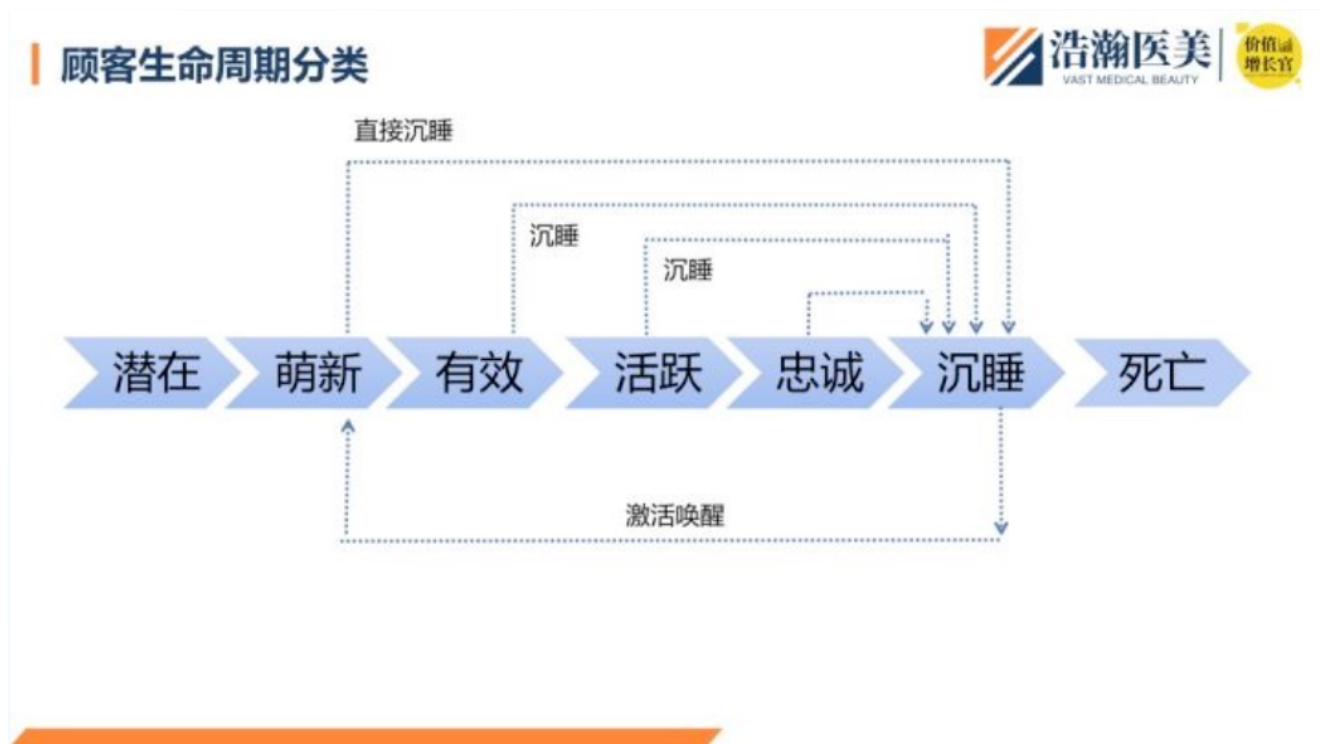 顾客生命周期分类
浩瀚医美
VAST MEDICAL BEAUTY
价值
增长官
直接沉睡
沉睡
沉睡
潜在
萌新
有效
活跃
忠诚
沉睡
死亡
激活唤醒